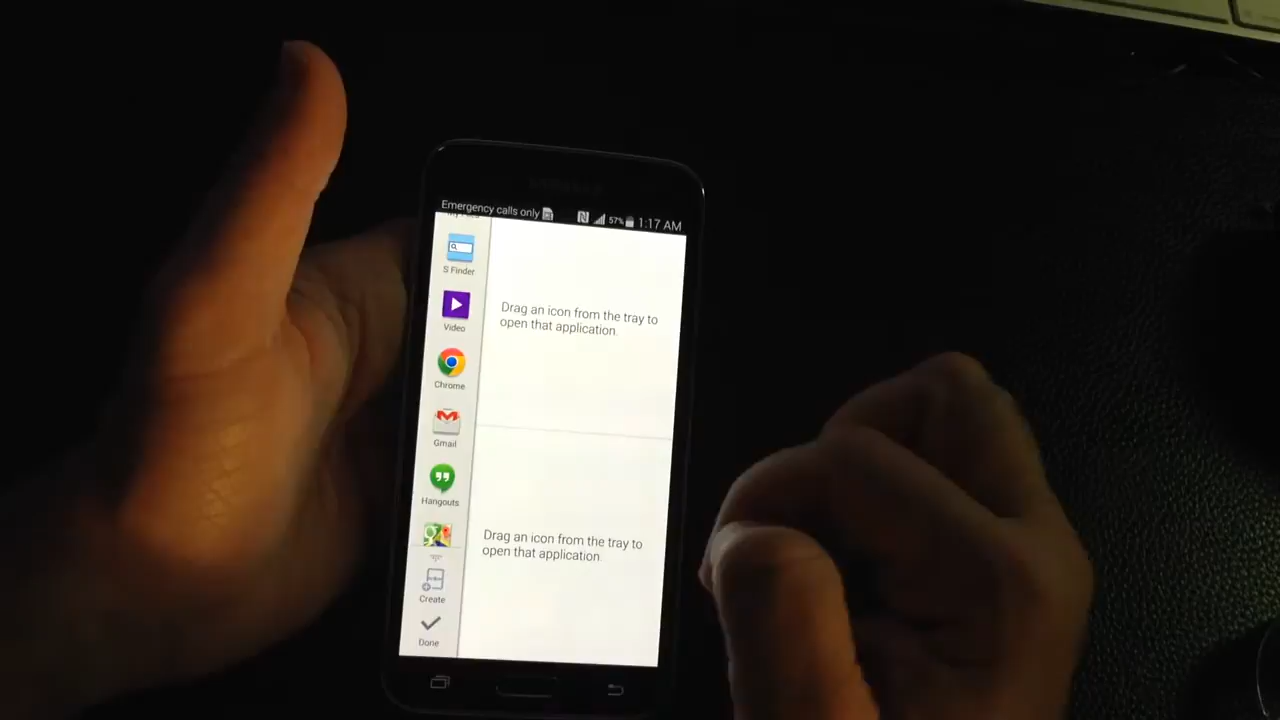 Emergency calls only
57%
1:17 AM
S Finder
Video
Chrome
Gmail
Hangouts
Create
Done
Drag an icon from the tray to
open that application.
Drag an icon from the tray to
open that application.